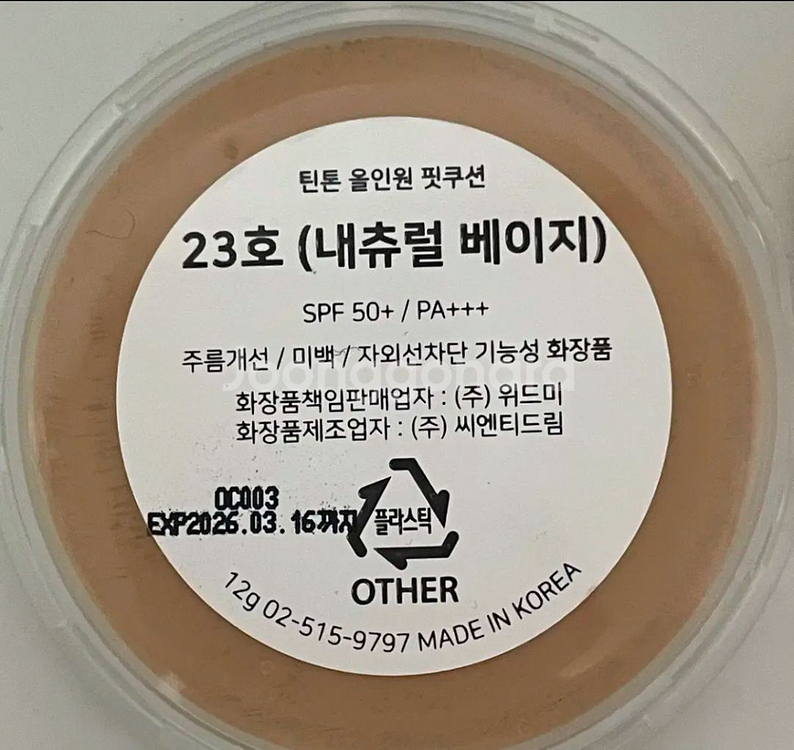 틴톤 올인원 핏쿠션
23호 (내츄럴 베이지)
SPF 50+ / PA+++
주름개선 / 미백 / 자외선차단 기능성 화장품
Joonggonara
화장품책임판매업자 : (주) 위드미
화장품제조업자 : (주) 씨엔티드림
OC003
EXP2026.03.16까지
플라스틱
OTHER
12g 02-515-9797 MADE IN KOREA